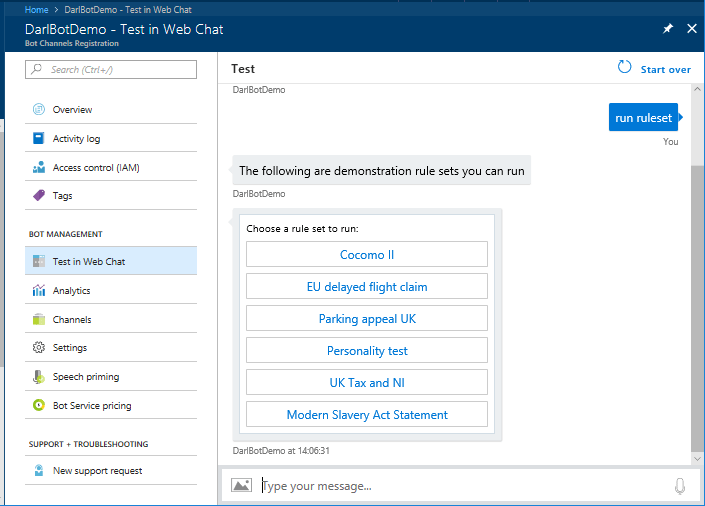 Home > DarlBotDemo - Test in Web Chat
DarlBotDemo - Test in Web Chat
Bot Channels Registration
Search (Ctrl+/)
Overview
Activity log
Access control (IAM)
Tags
BOT MANAGEMENT
Test in Web Chat
Analytics
Channels
Settings
Speech priming
Bot Service pricing
SUPPORT + TROUBLESHOOTING
New support request
Test
Start over
DarlBotDemo
run ruleset
You
The following are demonstration rule sets you can run
DarlBotDemo
Choose a rule set to run:
Cocomo II
EU delayed flight claim
Parking appeal UK
Personality test
UK Tax and NI
Modern Slavery Act Statement
DarlBotDemo at 14:06:31
Type your message...